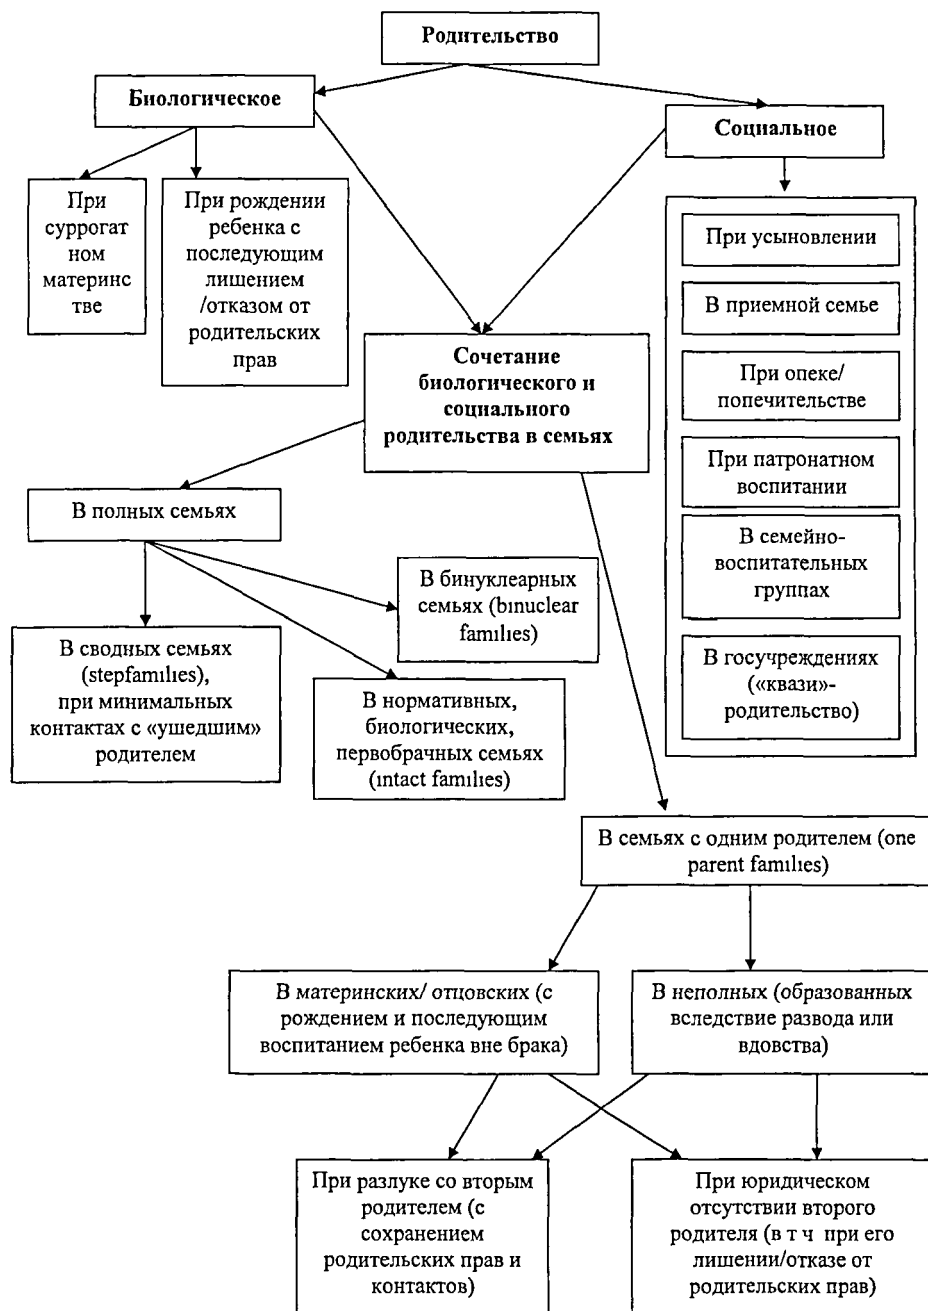 Родительство
Биологическое
Социальное
При
суррогат
ном
материнс
тве
При рождении
ребенка с
последующим
лишением
/отказом от
родительских
прав
При усыновлении
В приемной семье
При опеке/
попечительстве
При патронатном
воспитании
В семейно-
воспитательных
группах
В госучреждениях
(«квази»-
родительство)
Сочетание
биологического и
социального
родительства в семьях
В полных семьях
В бинуклеарных
семьях (binuclear
families)
В сводных семьях
(stepfamilies),
при минимальных
контактах с «ушедшим»
родителем
В нормативных,
биологических,
первобрачных семьях
(intact families)
В семьях с одним родителем (one
parent families)
В материнских/ отцовских (с
рождением и последующим
воспитанием ребенка вне брака)
В неполных (образованных
вследствие развода или
вдовства)
При разлуке со вторым
родителем (с
сохранением
родительских прав и
контактов)
При юридическом
отсутствии второго
родителя (в т ч при его
лишении/отказе от
родительских прав)